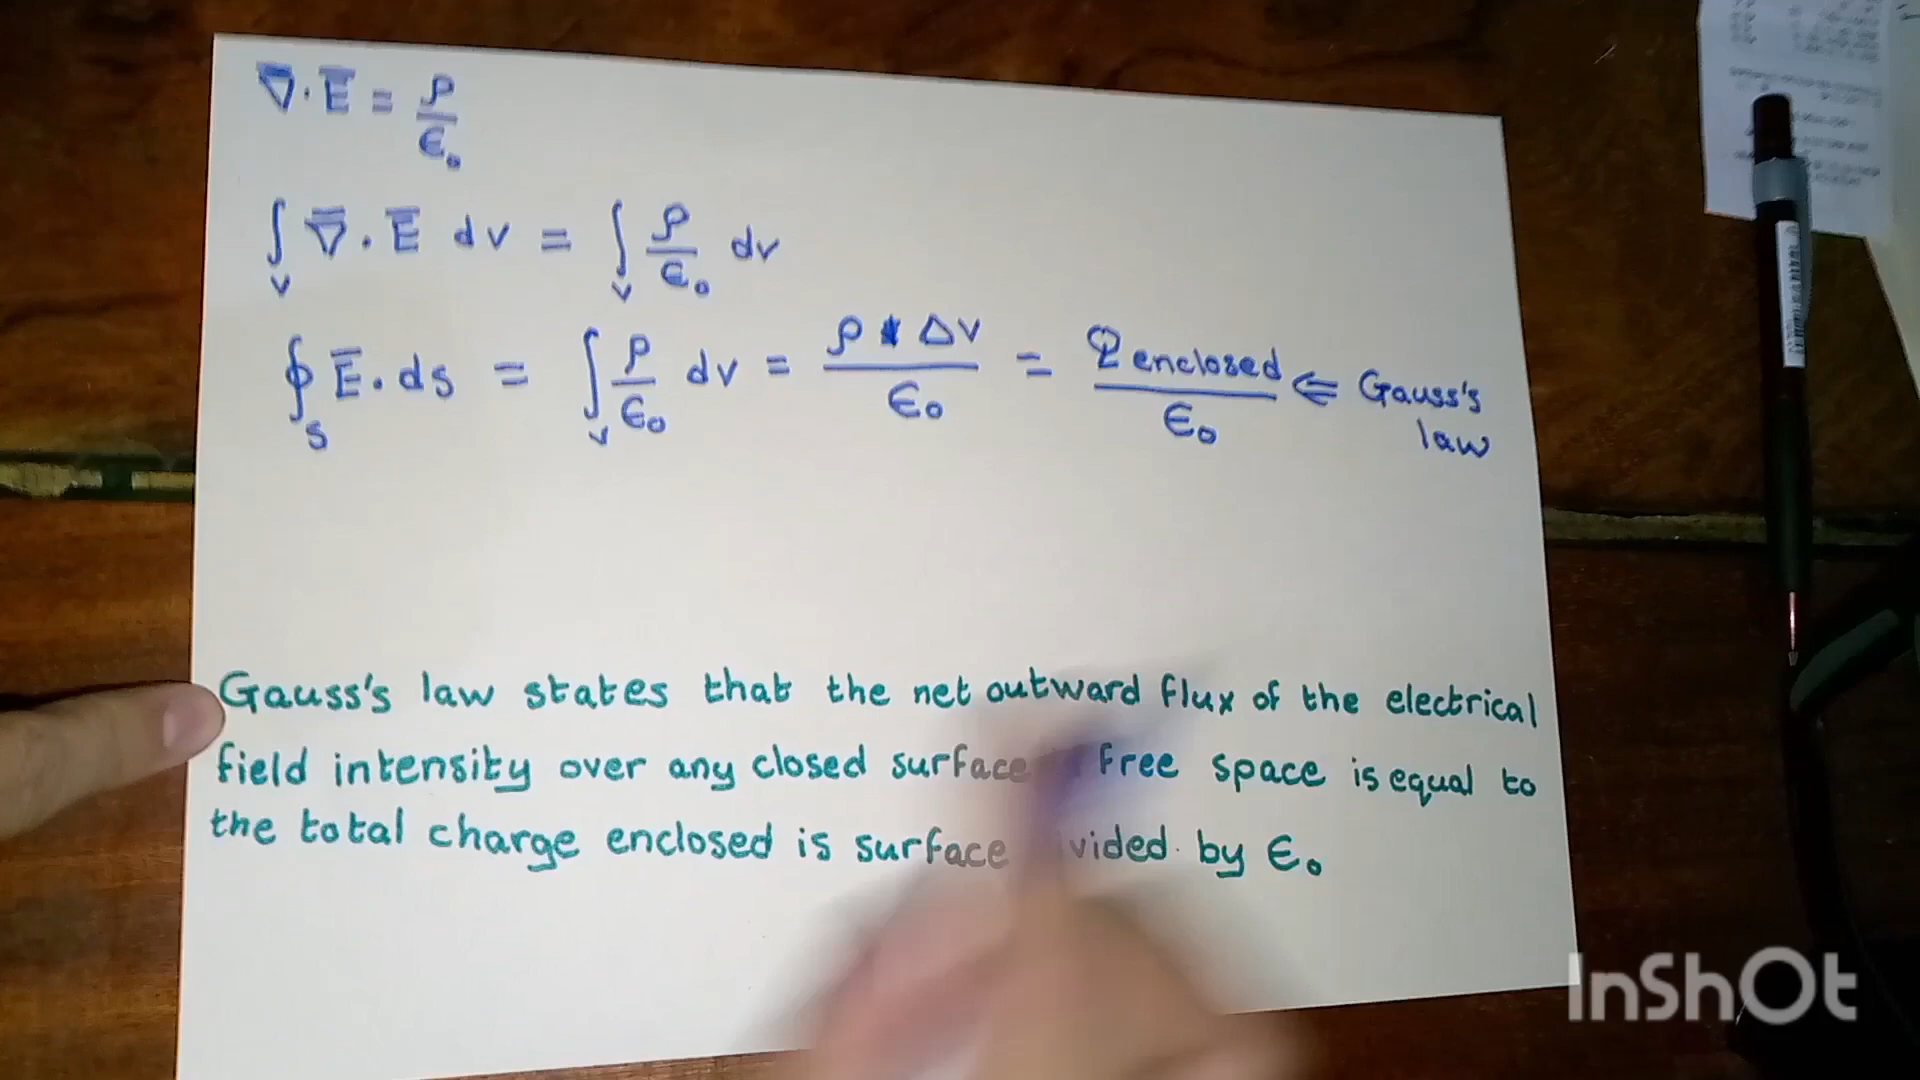 ∇̅ · E̅ = ρ/ϵ₀
∫ᵥ ∇̅ . E̅ dv = ∫ᵥ ρ/ϵ₀ dv
∮ₛ E̅ . ds = ∫ᵥ ρ/ϵ₀ dv = ρ * ΔV/ϵ₀ = Q enclosed/ϵ₀ ⇐ Gauss's law
Gauss's law states that the net outward flux of the electrical
field intensity over any closed surface free space is equal to
the total charge enclosed is surface by ϵ₀
InShOt